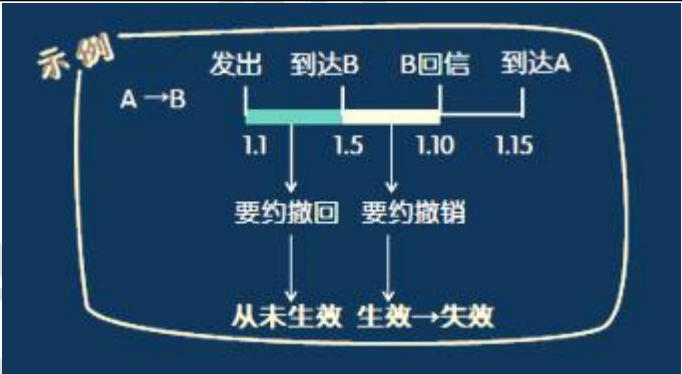 示例
发出 到达B B回信 到达A
A→B
1.1 1.5 1.10 1.15
要约撤回 要约撤销
从未生效 生效→失效